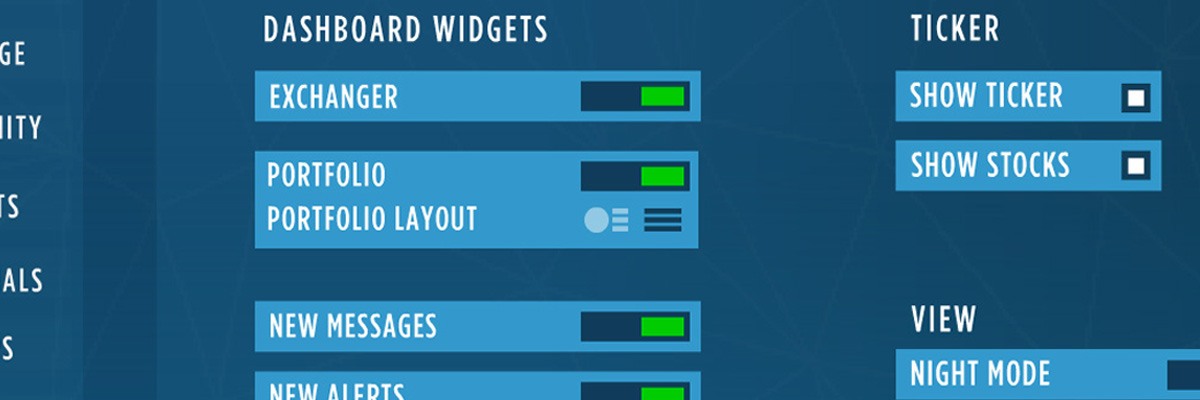 DASHBOARD WIDGETS
EXCHANGER
PORTFOLIO
PORTFOLIO LAYOUT
NEW MESSAGES
NEW ALERTS
TICKER
SHOW TICKER
SHOW STOCKS
VIEW
NIGHT MODE